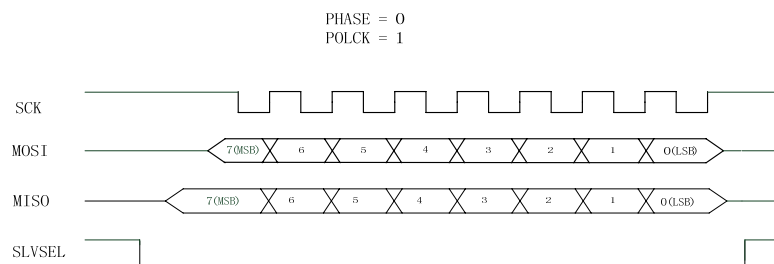 PHASE = 0
POLCK = 1
SCK
MOSI 7(MSB) 6 5 4 3 2 1 0(LSB)
MISO 7(MSB) 6 5 4 3 2 1 0(LSB)
SLVSEL